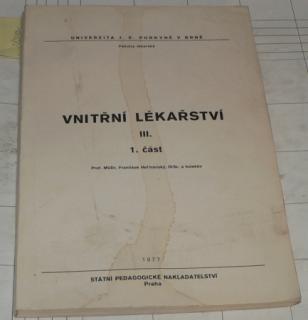 UNIVERZITA J. E. PURKYNĚ V BRNĚ
Fakulta lékařská
VNITŘNÍ LÉKAŘSTVÍ
III.
1. část
Prof. MUDr. František Heřmanský, DrSc. a kolektiv
1977
STÁTNÍ PEDAGOGICKÉ NAKLADATELSTVÍ
Praha